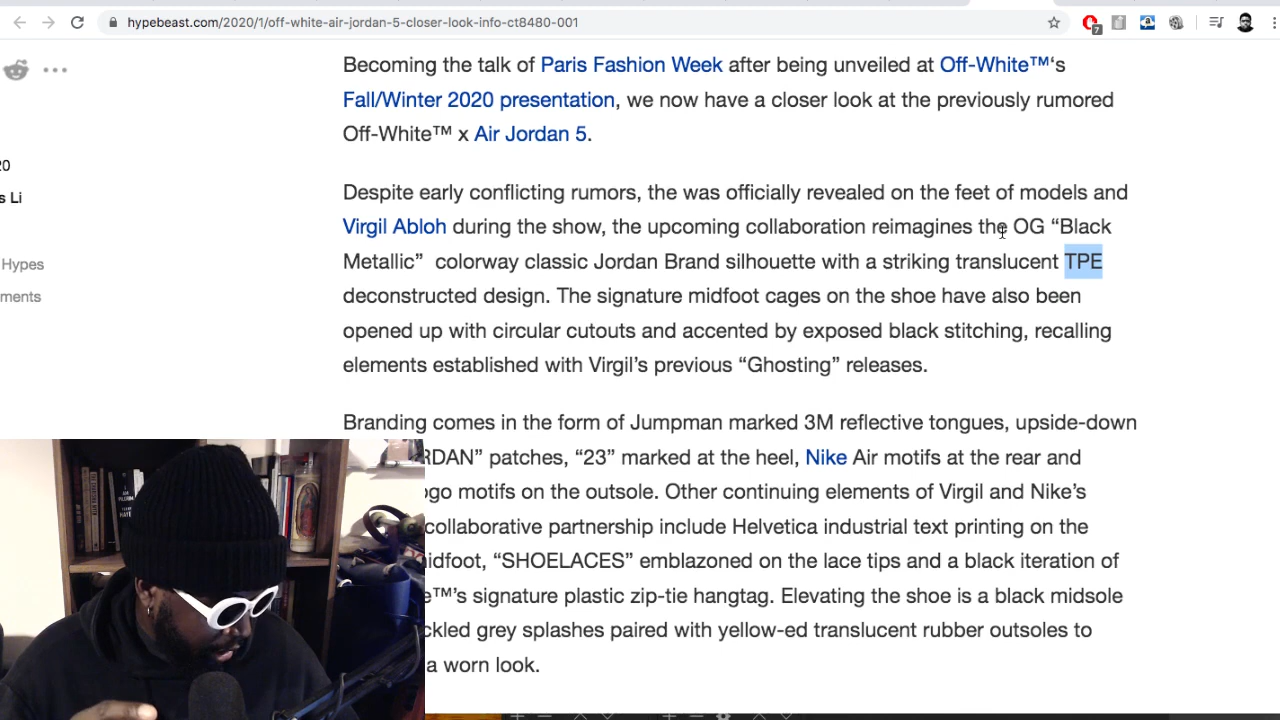 hypebeast.com/2020/1/off-white-air-jordan-5-closer-look-info-ct8480-001
7
Becoming the talk of Paris Fashion Week after being unveiled at Off-White™‘s
Fall/Winter 2020 presentation, we now have a closer look at the previously rumored
Off-White™ x Air Jordan 5.
20
s Li
Hypes
ments
Despite early conflicting rumors, the was officially revealed on the feet of models and
Virgil Abloh during the show, the upcoming collaboration reimagines the OG “Black
Metallic” colorway classic Jordan Brand silhouette with a striking translucent TPE
deconstructed design. The signature midfoot cages on the shoe have also been
opened up with circular cutouts and accented by exposed black stitching, recalling
elements established with Virgil’s previous “Ghosting” releases.
Branding comes in the form of Jumpman marked 3M reflective tongues, upside-down
RDAN” patches, “23” marked at the heel, Nike Air motifs at the rear and
go motifs on the outsole. Other continuing elements of Virgil and Nike’s
collaborative partnership include Helvetica industrial text printing on the
idfoot, “SHOELACES” emblazoned on the lace tips and a black iteration of
e™’s signature plastic zip-tie hangtag. Elevating the shoe is a black midsole
ckled grey splashes paired with yellow-ed translucent rubber outsoles to
a worn look.